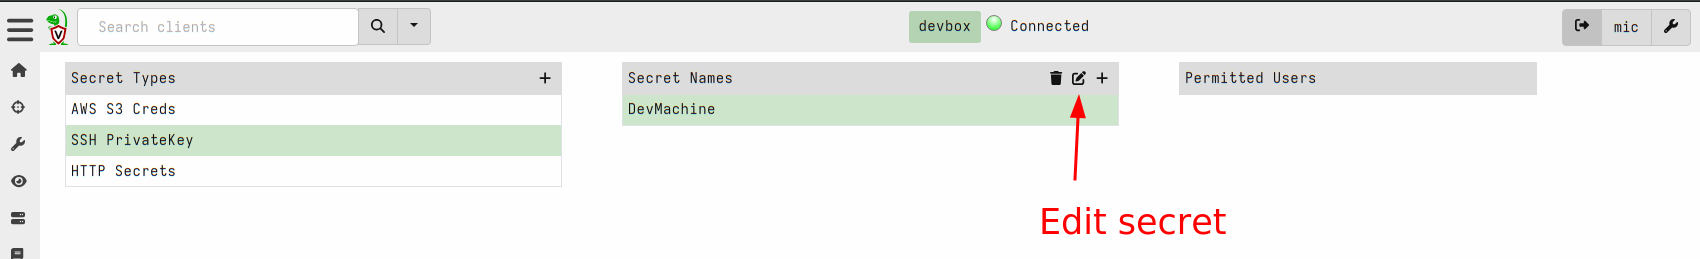 Search clients
devbox
Connected
mic
Secret Types
AWS S3 Creds
SSH PrivateKey
HTTP Secrets
Secret Names
DevMachine
Permitted Users
Edit secret